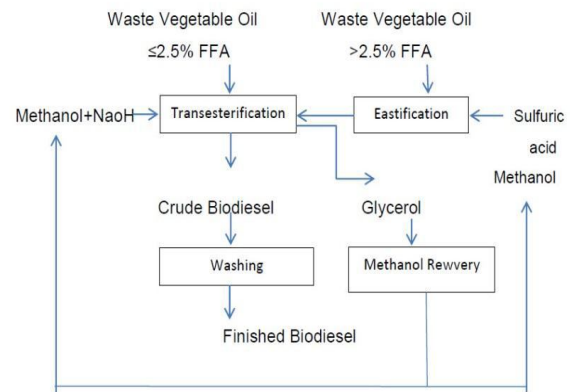 Waste Vegetable Oil
≤2.5% FFA
Waste Vegetable Oil
>2.5% FFA
Methanol+NaoH
Transesterification
Eastification
Sulfuric
acid
Methanol
Crude Biodiesel
Glycerol
Washing
Methanol Rewvery
Finished Biodiesel